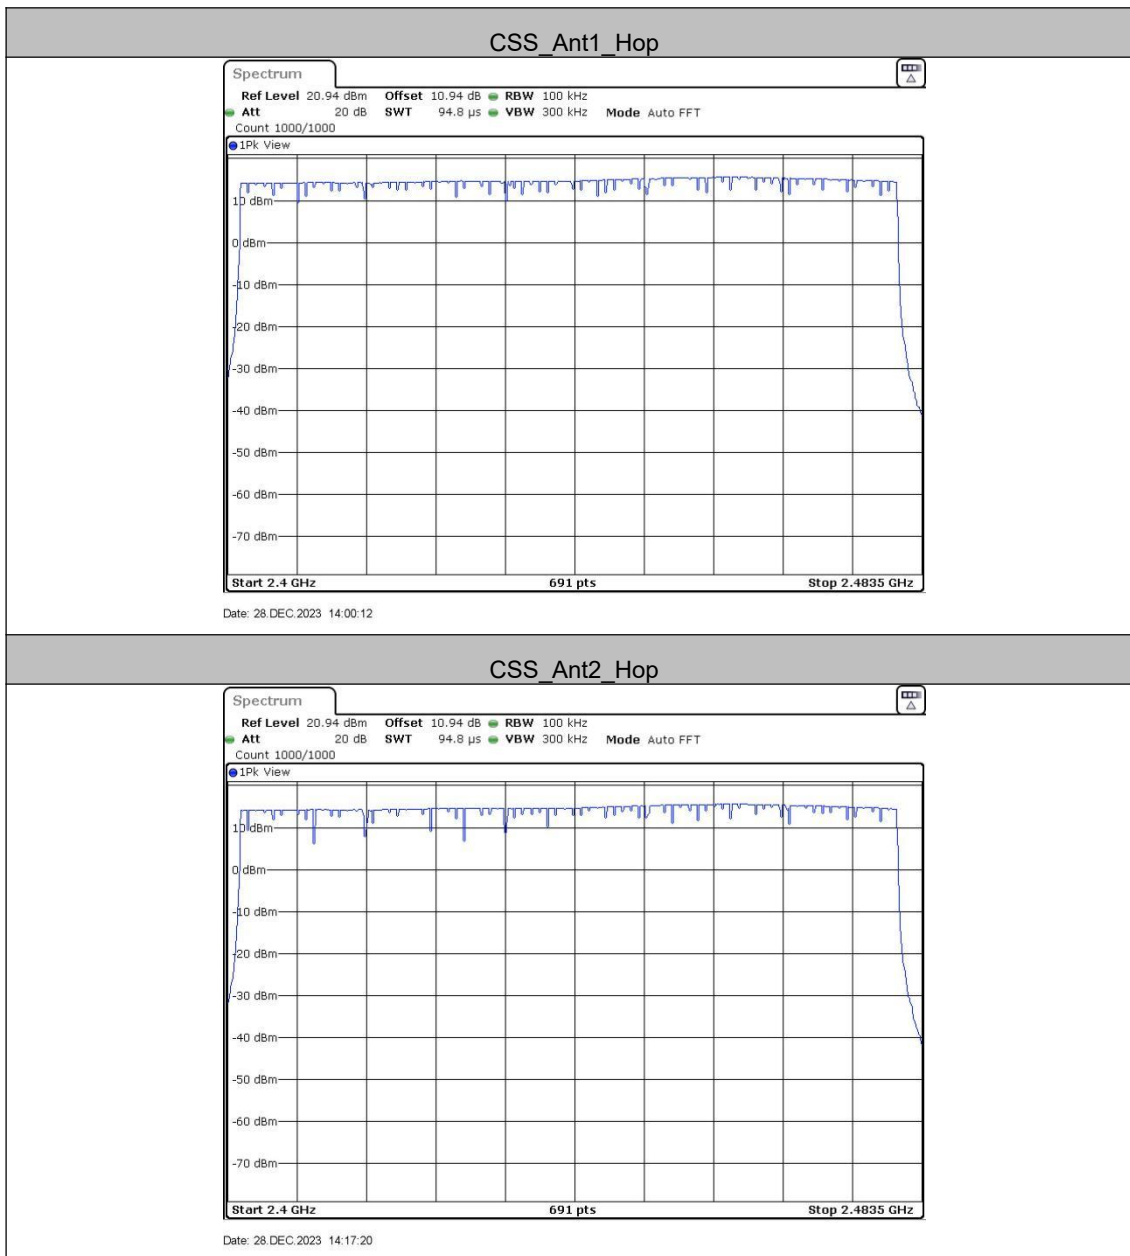 CSS_Ant1_Hop
Spectrum
Ref Level 20.94 dBm Offset 10.94 dB RBW 100 kHz
Att 20 dB SWT 94.8 µs VBW 300 kHz Mode Auto FFT
Count 1000/1000
1Pk View
10 dBm
0 dBm
-10 dBm
-20 dBm
-30 dBm
-40 dBm
-50 dBm
-60 dBm
-70 dBm
Start 2.4 GHz 691 pts Stop 2.4835 GHz
Date: 28.DEC.2023 14:00:12
CSS_Ant2_Hop
Spectrum
Ref Level 20.94 dBm Offset 10.94 dB RBW 100 kHz
Att 20 dB SWT 94.8 µs VBW 300 kHz Mode Auto FFT
Count 1000/1000
1Pk View
10 dBm
0 dBm
-10 dBm
-20 dBm
-30 dBm
-40 dBm
-50 dBm
-60 dBm
-70 dBm
Start 2.4 GHz 691 pts Stop 2.4835 GHz
Date: 28.DEC.2023 14:17:20